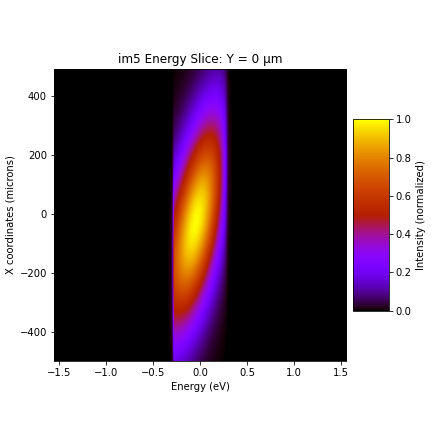 im5 Energy Slice: Y = 0 μm
X coordinates (microns)
400
200
0
−200
−400
−1.5 −1.0 −0.5 0.0 0.5 1.0 1.5
Energy (eV)
1.0
0.8
0.6
0.4
0.2
0.0
Intensity (normalized)